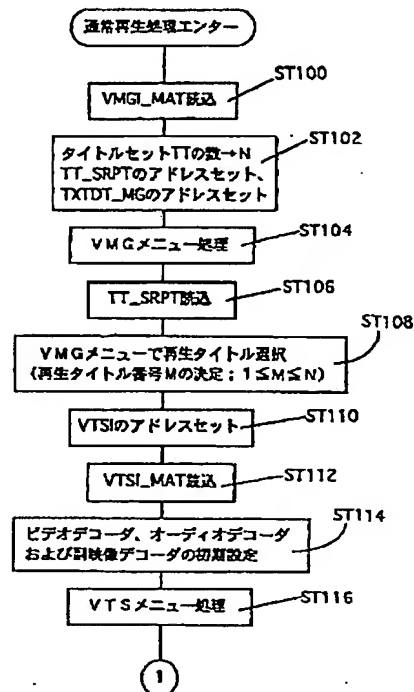 通常再生処理エンター
ST100
VMGI_MAT読込
ST102
タイトルセットTTの数→N
TT_SRPTのアドレスセット、
TXTDT_MGのアドレスセット
ST104
VMGメニュー処理
ST106
TT_SRPT読込
ST108
VMGメニューで再生タイトル選択
(再生タイトル番号Mの決定；1≦M≦N)
ST110
VTSIのアドレスセット
ST112
VTSI_MAT読込
ST114
ビデオデコーダ、オーディオデコーダ
および副映像デコーダの初期設定
ST116
VTSメニュー処理
1